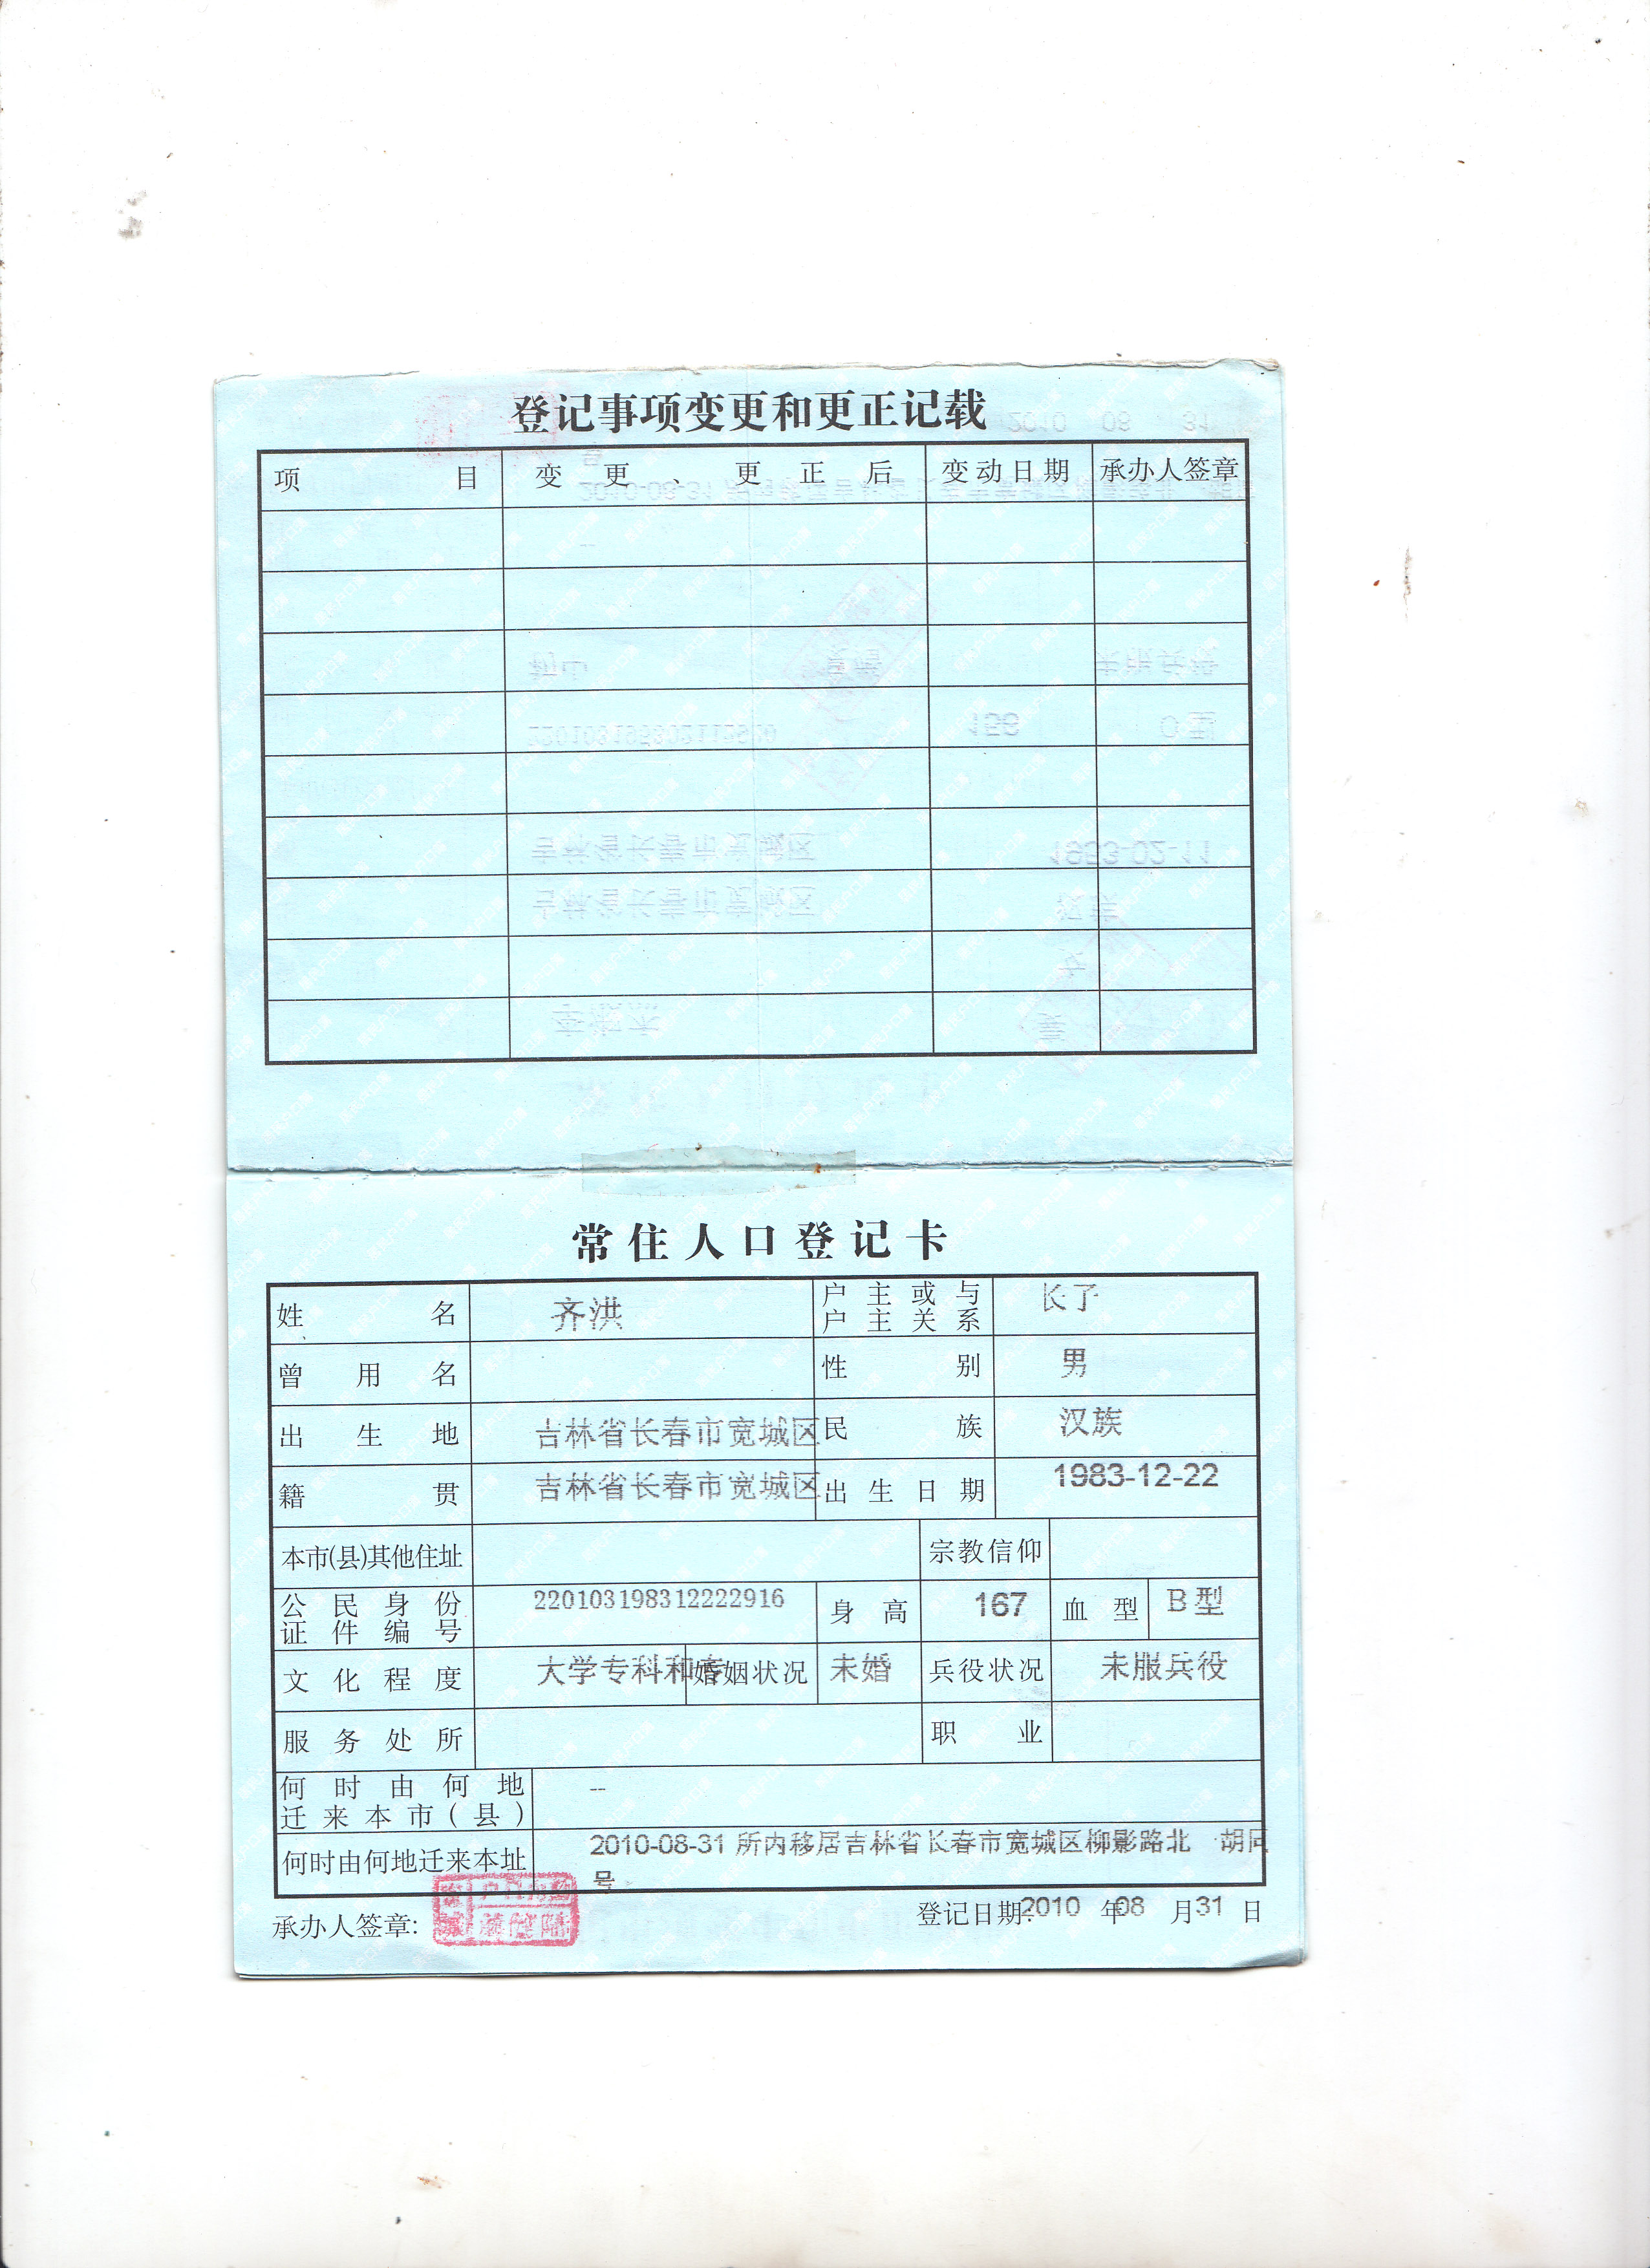 登记事项变更和更正记载
项目 变更、更正后 变动日期 承办人签章
常住人口登记卡
姓名 齐洪 户主或与户主关系 长子
曾用名 性别 男
出生地 吉林省长春市宽城区 民族 汉族
籍贯 吉林省长春市宽城区 出生日期 1983-12-22
本市(县)其他住址 宗教信仰
公民身份证件编号 220103198312222916 身高 167 血型 B型
文化程度 大学专科和 婚姻状况 未婚 兵役状况 未服兵役
服务处所 职业
何时由何地迁来本市(县) --
何时由何地迁来本址 2010-08-31 所内移居吉林省长春市宽城区柳影路北 胡同
号
承办人签章: 登记日期:2010 年08 月31 日